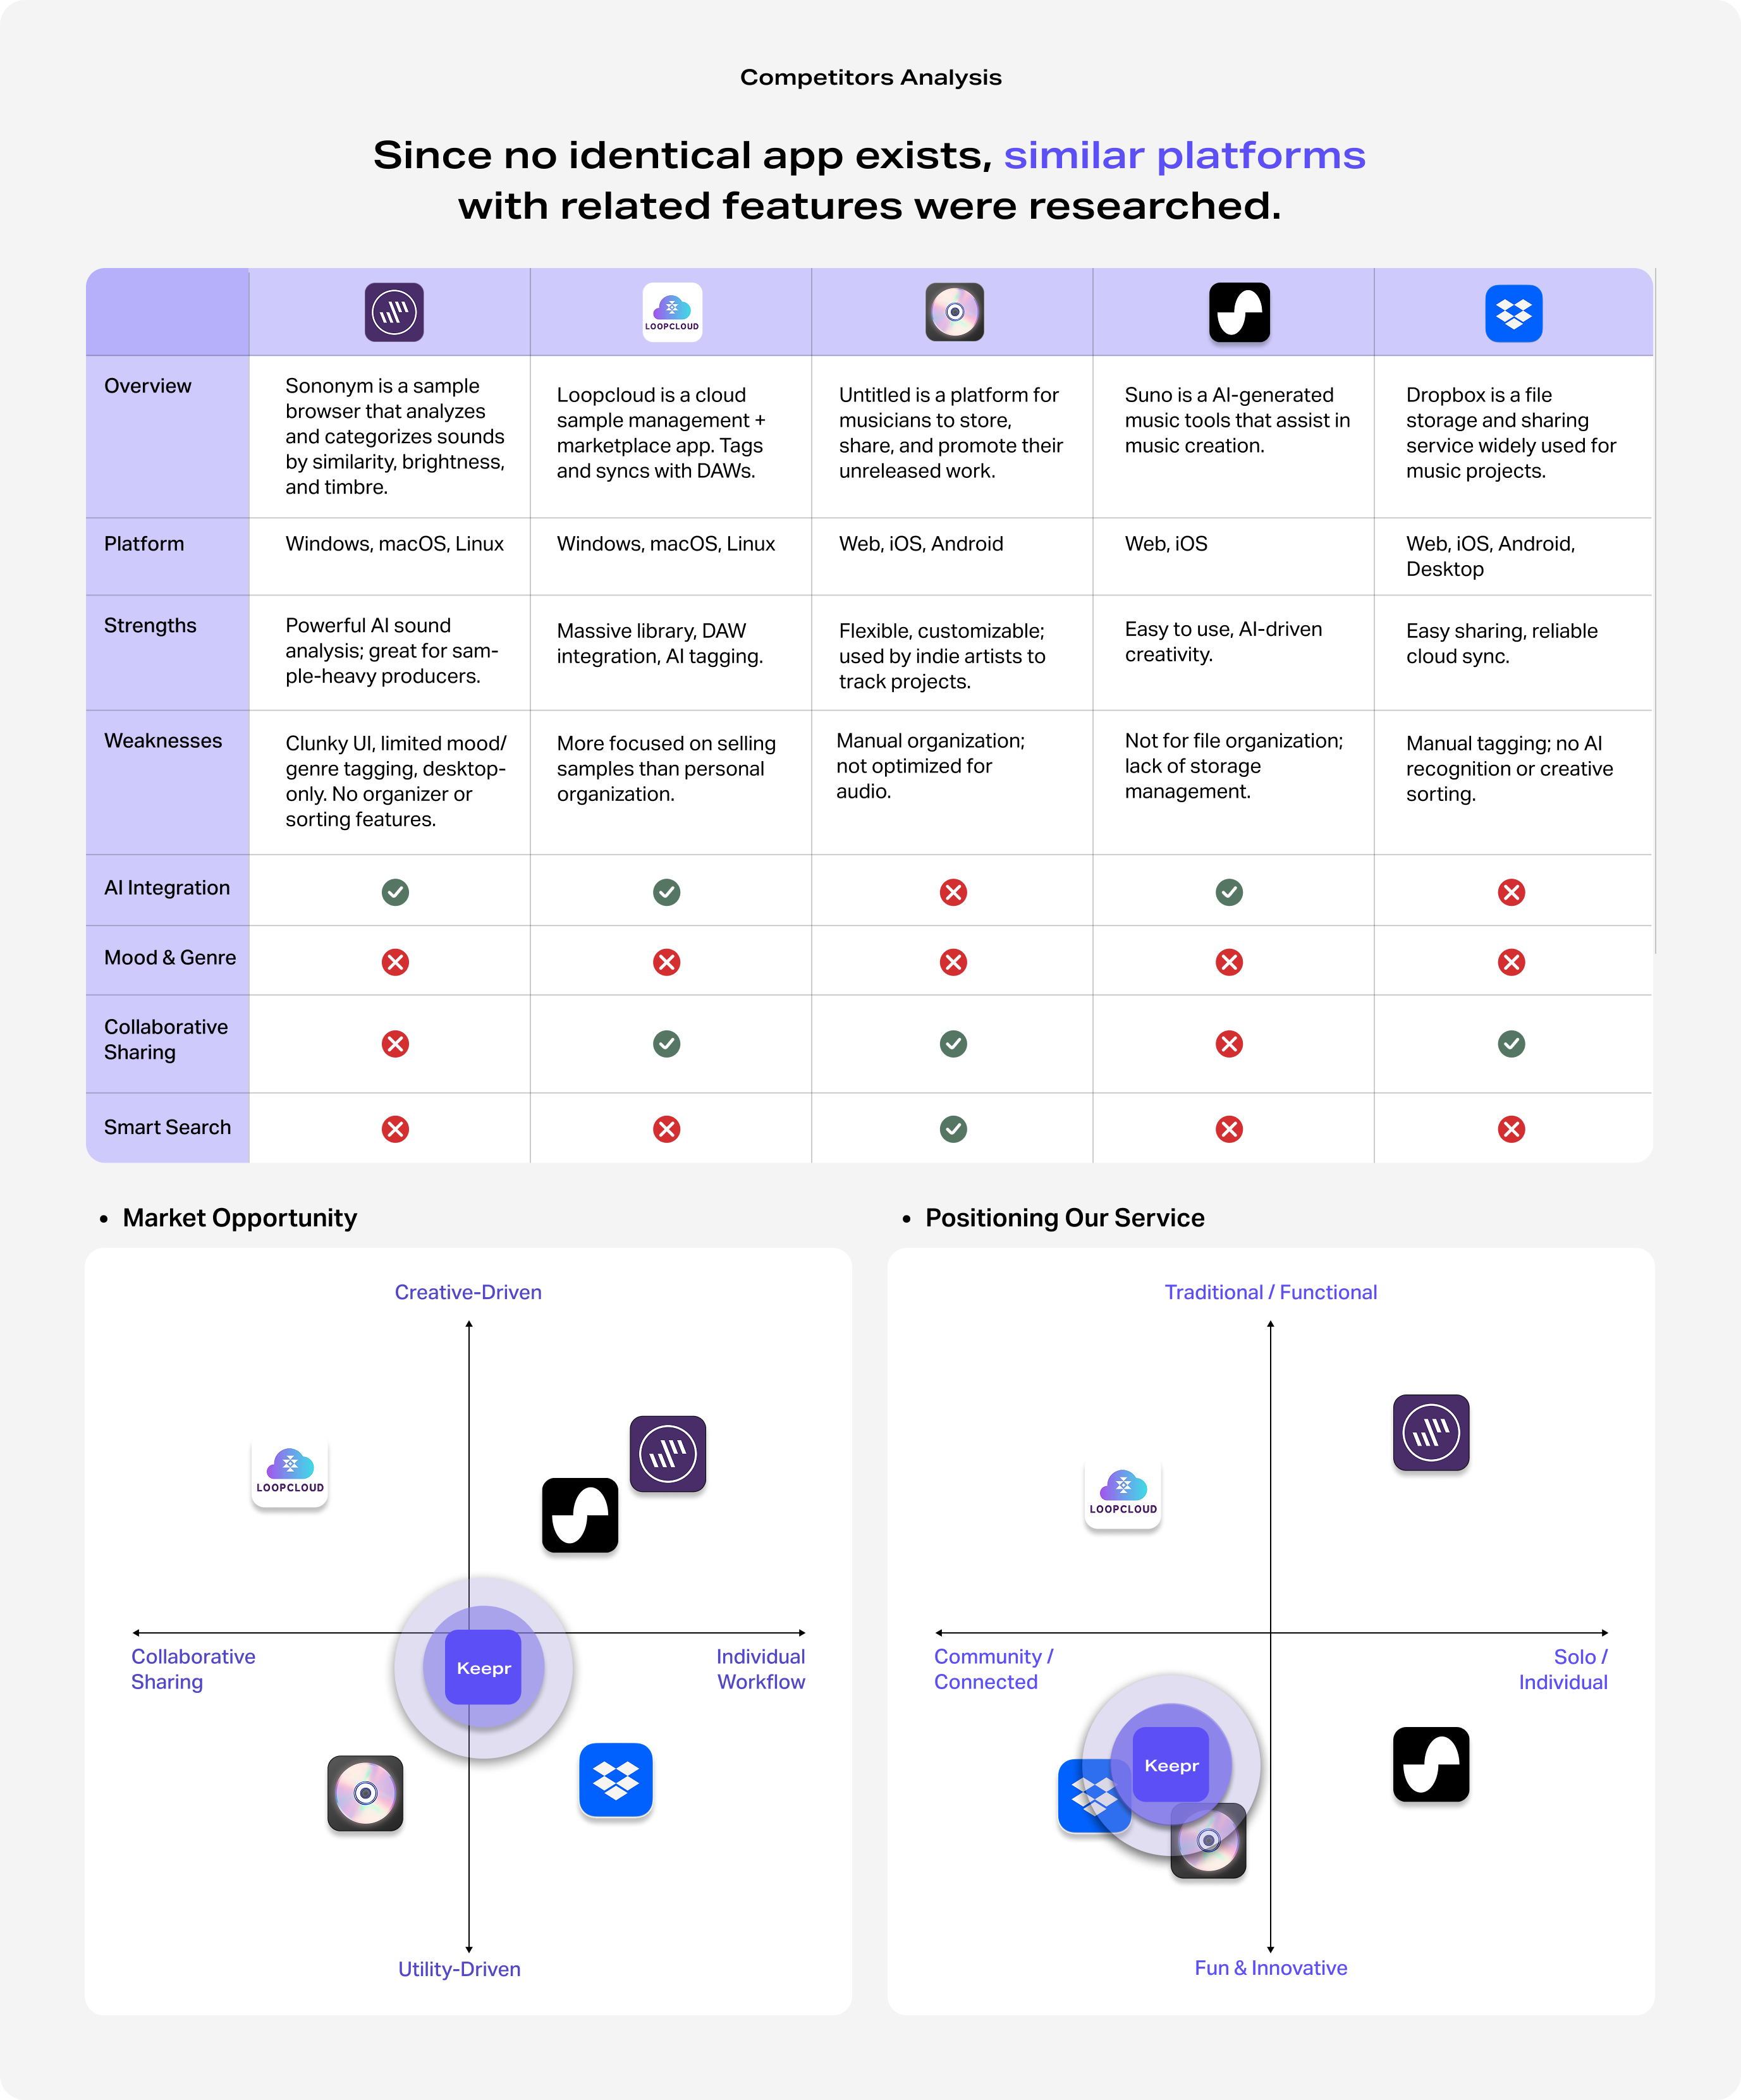 Competitors Analysis
Since no identical app exists, similar platforms
with related features were researched.
LOOPCLOUD
Overview
Sononym is a sample
browser that analyzes
and categorizes sounds
by similarity, brightness,
and timbre.
Loopcloud is a cloud
sample management +
marketplace app. Tags
and syncs with DAWs.
Untitled is a platform for
musicians to store,
share, and promote their
unreleased work.
Suno is a AI-generated
music tools that assist in
music creation.
Dropbox is a file
storage and sharing
service widely used for
music projects.
Platform
Windows, macOS, Linux
Windows, macOS, Linux
Web, iOS, Android
Web, iOS
Web, iOS, Android,
Desktop
Strengths
Powerful AI sound
analysis; great for sam-
ple-heavy producers.
Massive library, DAW
integration, AI tagging.
Flexible, customizable;
used by indie artists to
track projects.
Easy to use, AI-driven
creativity.
Easy sharing, reliable
cloud sync.
Weaknesses
Clunky UI, limited mood/
genre tagging, desktop-
only. No organizer or
sorting features.
More focused on selling
samples than personal
organization.
Manual organization;
not optimized for
audio.
Not for file organization;
lack of storage
management.
Manual tagging; no AI
recognition or creative
sorting.
AI Integration
Mood & Genre
Collaborative
Sharing
Smart Search
• Market Opportunity
Creative-Driven
LOOPCLOUD
Keepr
Collaborative
Sharing
Individual
Workflow
Utility-Driven
• Positioning Our Service
Traditional / Functional
LOOPCLOUD
Community /
Connected
Solo /
Individual
Keepr
Fun & Innovative